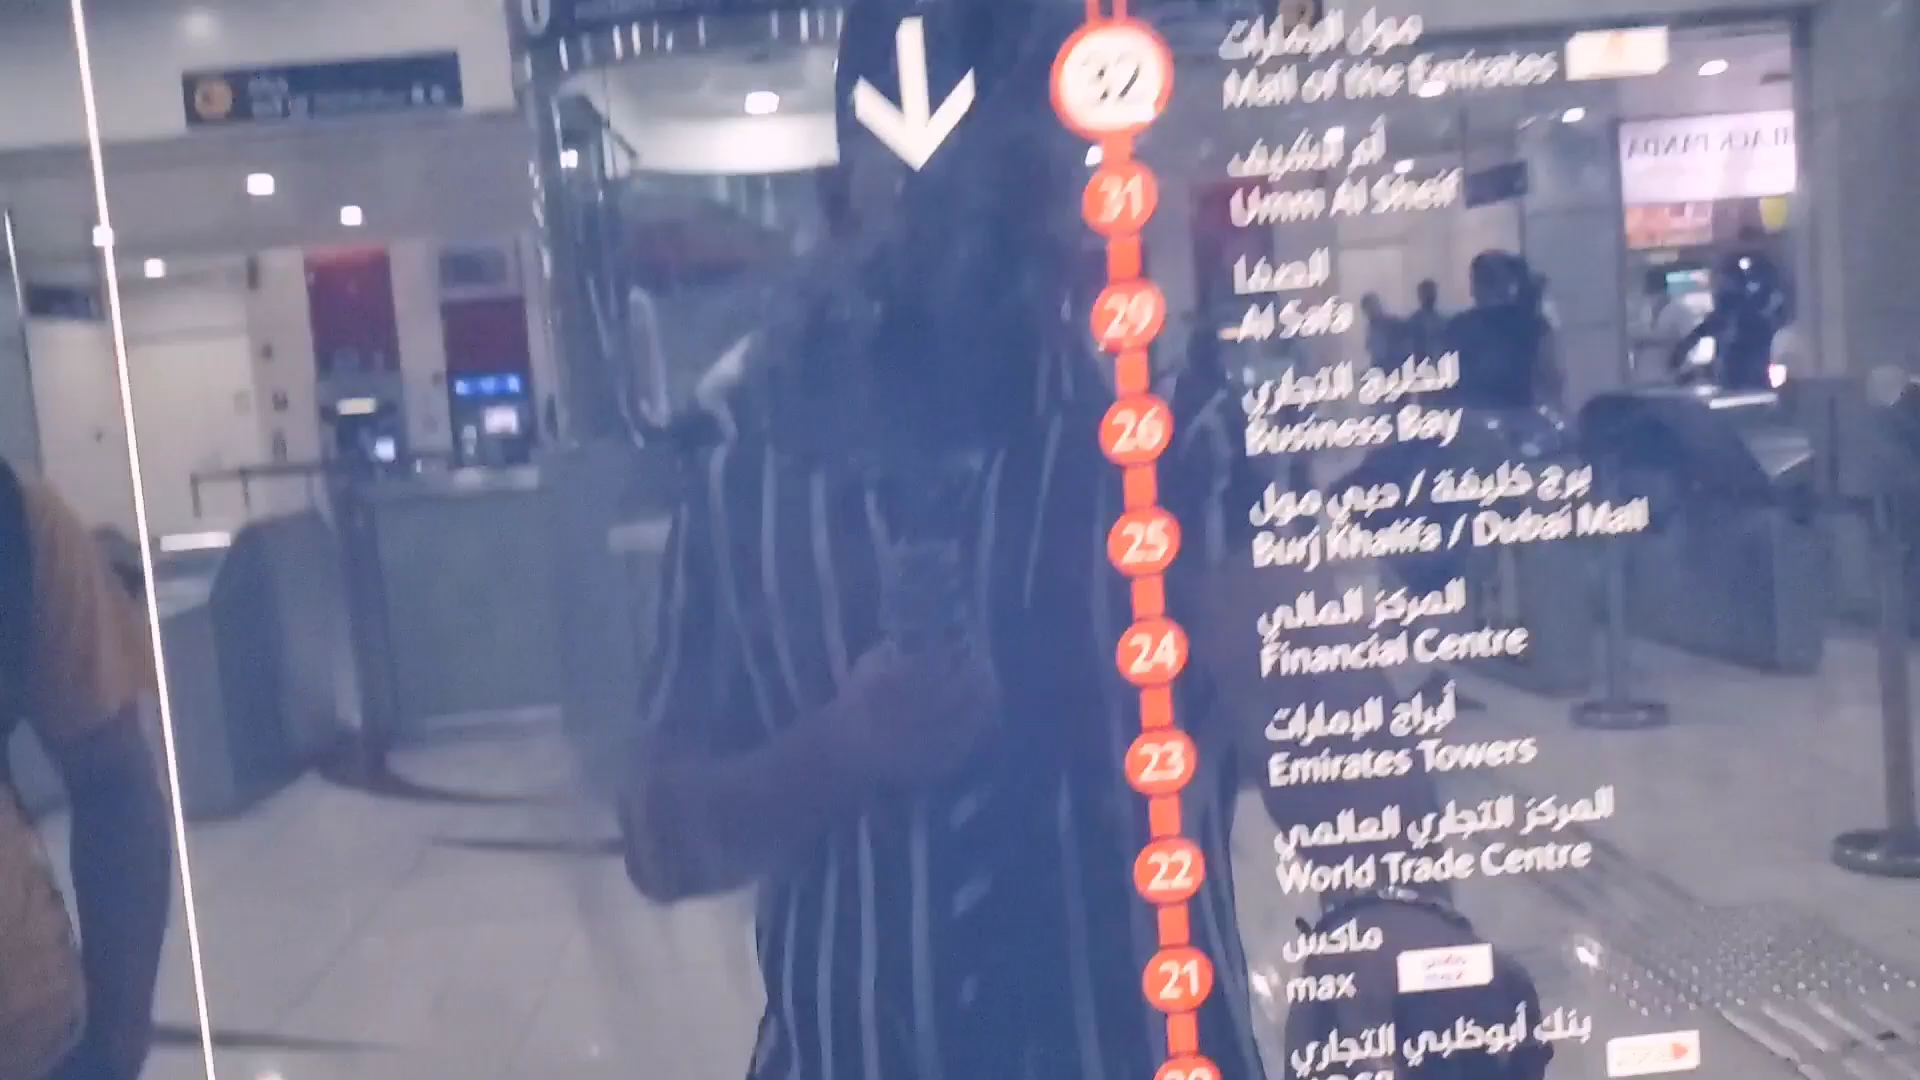 32
مول الإمارات
Mall of the Emirates
31
أم الشيف
Umm Al Sheif
29
الصفا
Al Safa
26
الخليج التجاري
Business Bay
25
برج خليفة / دبي مول
Burj Khalifa / Dubai Mall
24
المركز المالي
Financial Centre
23
أبراج الإمارات
Emirates Towers
22
المركز التجاري العالمي
World Trade Centre
21
ماكس
max
بنك أبوظبي التجاري
BLACK PANDA